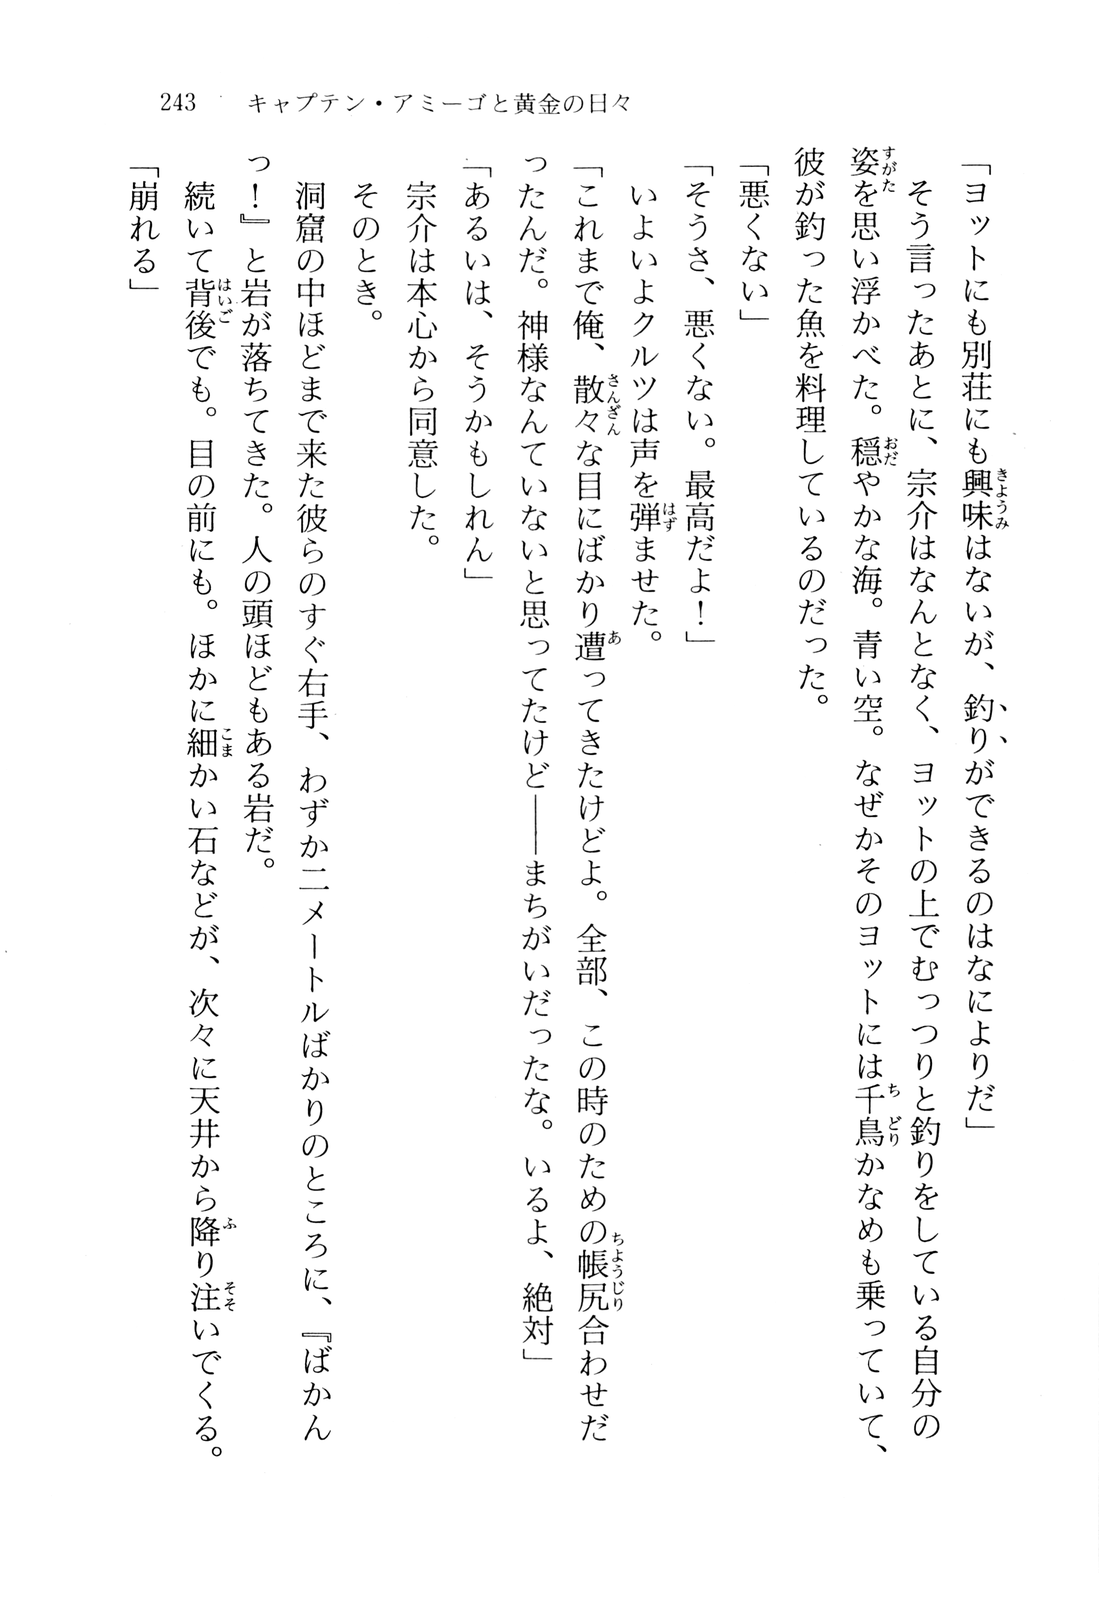 243　キャプテン・アミーゴと黄金の日々
「ヨットにも別荘にも興味はないが、釣りができるのはなによりだ」
　そう言ったあとに、宗介はなんとなく、ヨットの上でむっつりと釣りをしている自分の
姿を思い浮かべた。穏やかな海。青い空。なぜかそのヨットには千鳥かなめも乗っていて、
彼が釣った魚を料理しているのだった。
「悪くない」
「そうさ、悪くない。最高だよ！」
　いよいよクルツは声を弾ませた。
「これまで俺、散々な目にばかり遭ってきたけどよ。全部、この時のための帳尻合わせだ
ったんだ。神様なんていないと思ってたけど――まちがいだったな。いるよ、絶対」
「あるいは、そうかもしれん」
　宗介は本心から同意した。
　そのとき。
　洞窟の中ほどまで来た彼らのすぐ右手、わずか二メートルばかりのところに、『ばかん
っ！』と岩が落ちてきた。人の頭ほどもある岩だ。
　続いて背後でも。目の前にも。ほかに細かい石などが、次々に天井から降り注いでくる。
「崩れる」